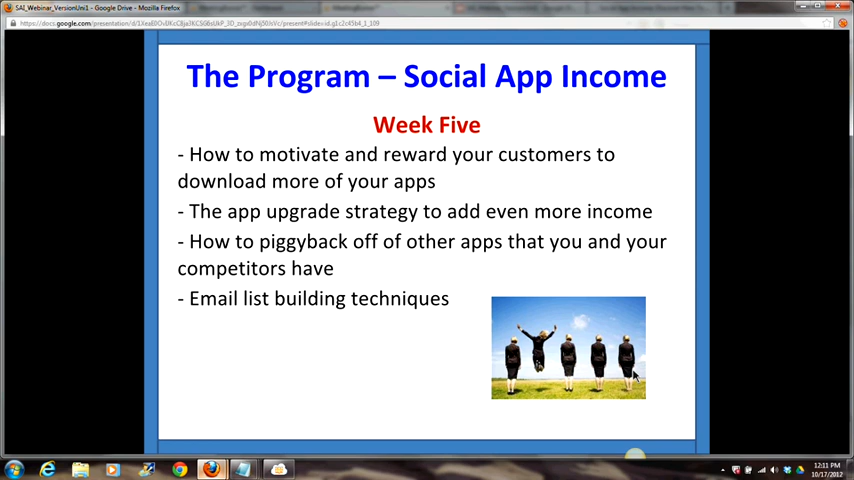 SAI_Webinar_VersionUni1 - Google Drive - Mozilla Firefox
The Program – Social App Income
Week Five
- How to motivate and reward your customers to
download more of your apps
- The app upgrade strategy to add even more income
- How to piggyback off of other apps that you and your
competitors have
- Email list building techniques
12:11 PM
10/17/2012